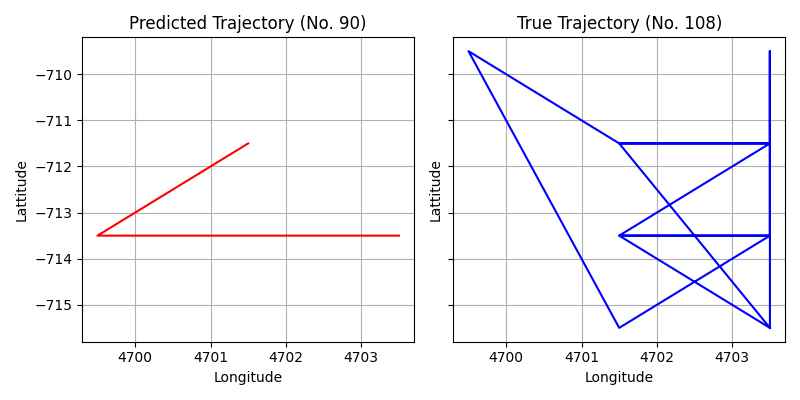 Predicted Trajectory (No. 90)
True Trajectory (No. 108)
−710
−711
−712
−713
−714
−715
Lattitude
Lattitude
4700 4701 4702 4703
4700 4701 4702 4703
Longitude
Longitude